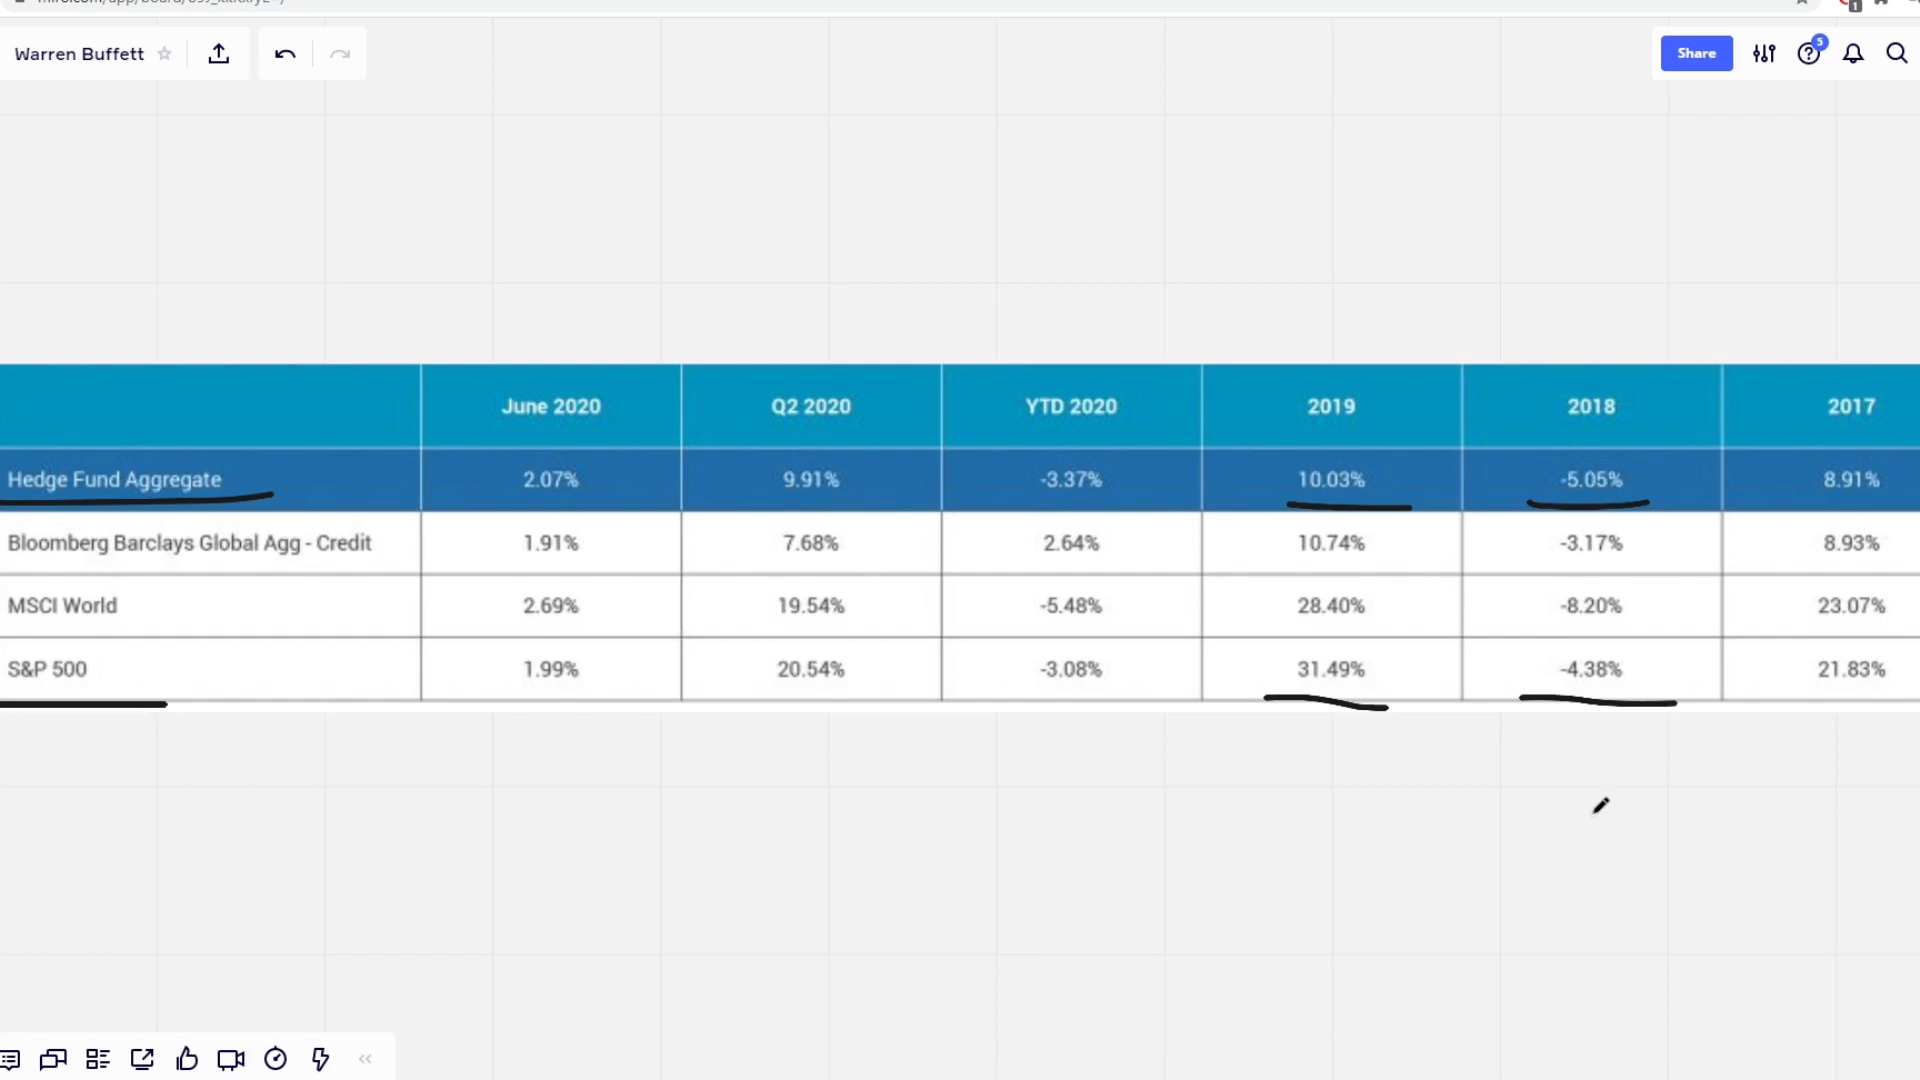 Warren Buffett
Share
5
1
June 2020 Q2 2020 YTD 2020 2019 2018 2017
Hedge Fund Aggregate 2.07% 9.91% -3.37% 10.03% -5.05% 8.91%
Bloomberg Barclays Global Agg - Credit 1.91% 7.68% 2.64% 10.74% -3.17% 8.93%
MSCI World 2.69% 19.54% -5.48% 28.40% -8.20% 23.07%
S&P 500 1.99% 20.54% -3.08% 31.49% -4.38% 21.83%